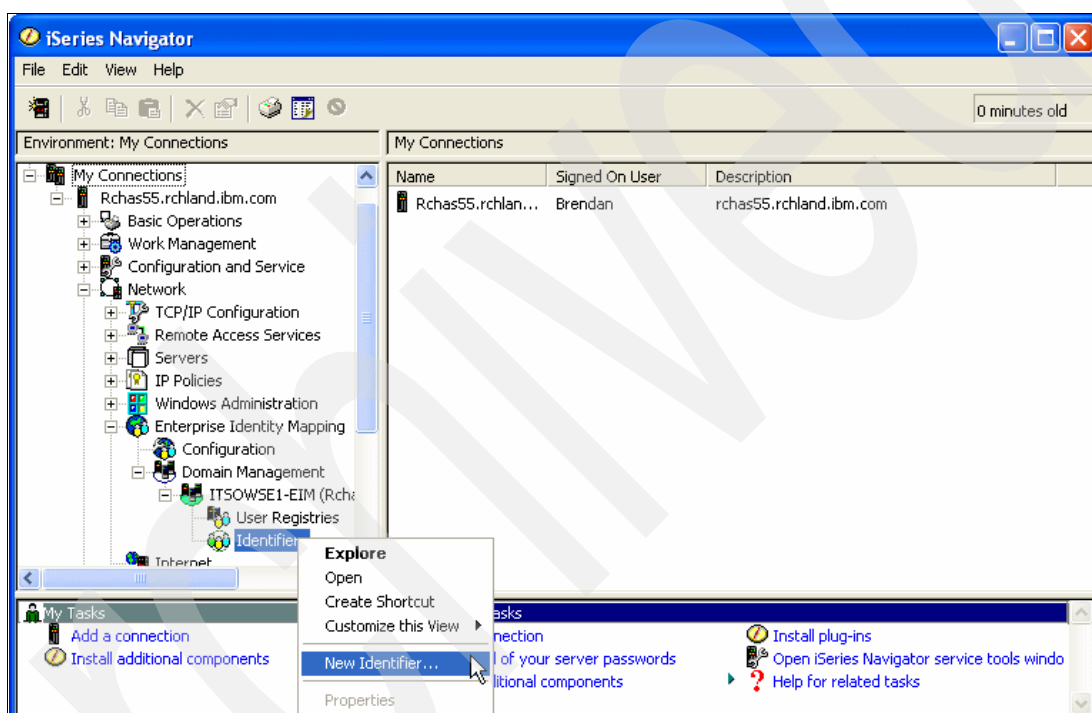 iSeries Navigator
File Edit View Help
0 minutes old
Environment: My Connections
My Connections
My Connections
Rchas55.rchland.ibm.com
Basic Operations
Work Management
Configuration and Service
Network
TCP/IP Configuration
Remote Access Services
Servers
IP Policies
Windows Administration
Enterprise Identity Mapping
Configuration
Domain Management
ITSOWSE1-EIM (Rcha
User Registries
Identifier
Internet
Name Signed On User Description
Rchas55.rchlan... Brendan rchas55.rchland.ibm.com
Explore
Open
Create Shortcut
Customize this View
New Identifier...
Properties
My Tasks
Add a connection
Install additional components
asks
nection
l of your server passwords
ditional components
Install plug-ins
Open iSeries Navigator service tools windo
Help for related tasks